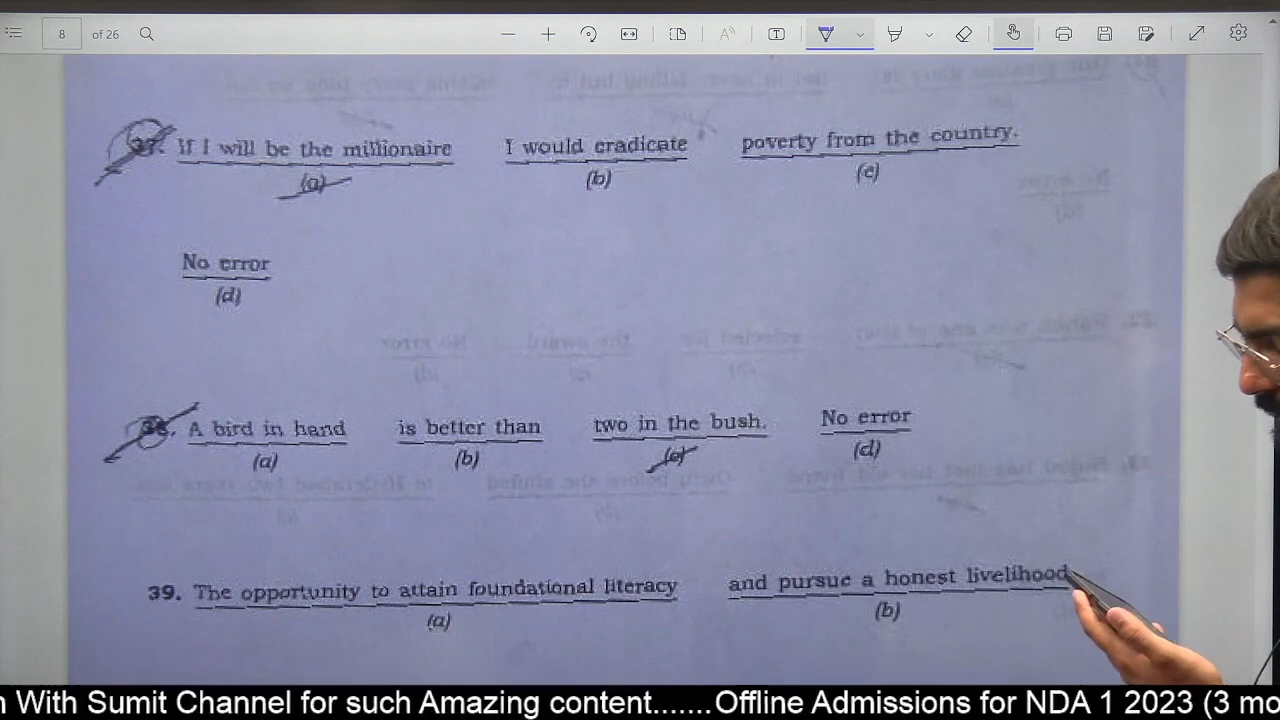 8 of 26
37. If I will be the millionaire I would eradicate poverty from the country.
(a) (b) (c)
No error
(d)
38. A bird in hand is better than two in the bush. No error
(a) (b) (c) (d)
39. The opportunity to attain foundational literacy and pursue a honest livelihood
(a) (b)
With Sumit Channel for such Amazing content.......Offline Admissions for NDA 1 2023 (3